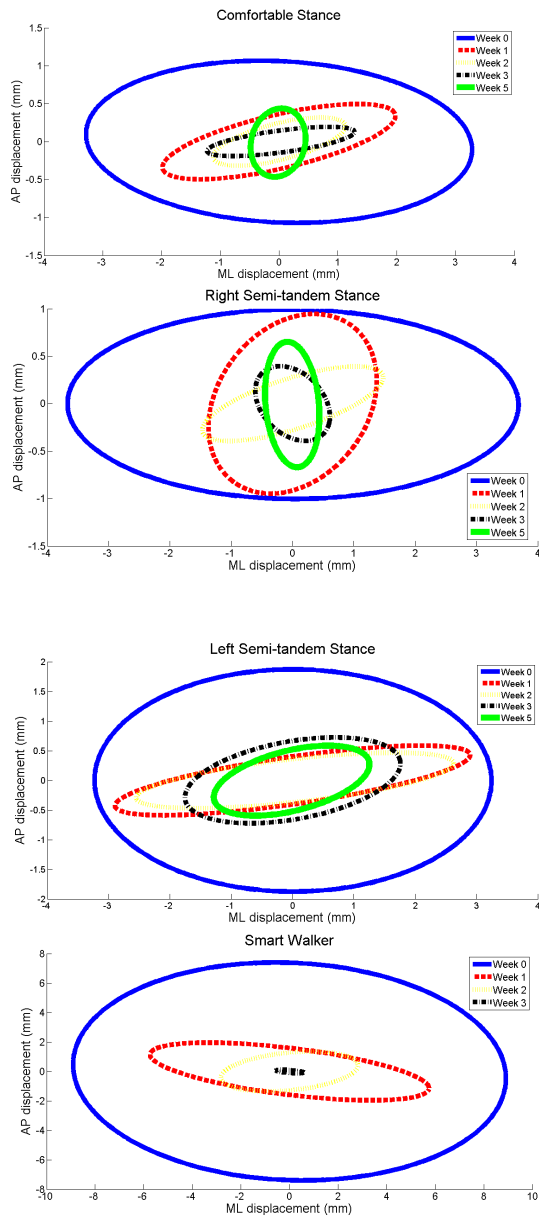 Comfortable Stance
1.5
1
0.5
0
-0.5
-1
-1.5
AP displacement (mm)
Week 0
Week 1
Week 2
Week 3
Week 5
-4 -3 -2 -1 0 1 2 3 4
ML displacement (mm)
Right Semi-tandem Stance
1
0.5
0
-0.5
-1
-1.5
AP displacement (mm)
Week 0
Week 1
Week 2
Week 3
Week 5
-4 -3 -2 -1 0 1 2 3 4
ML displacement (mm)
Left Semi-tandem Stance
2
1.5
1
0.5
0
-0.5
-1
-1.5
-2
AP displacement (mm)
Week 0
Week 1
Week 2
Week 3
Week 5
-4 -3 -2 -1 0 1 2 3 4
ML displacement (mm)
Smart Walker
8
6
4
2
0
-2
-4
-6
-8
AP displacement (mm)
Week 0
Week 1
Week 2
Week 3
-10 -8 -6 -4 -2 0 2 4 6 8 10
ML displacement (mm)